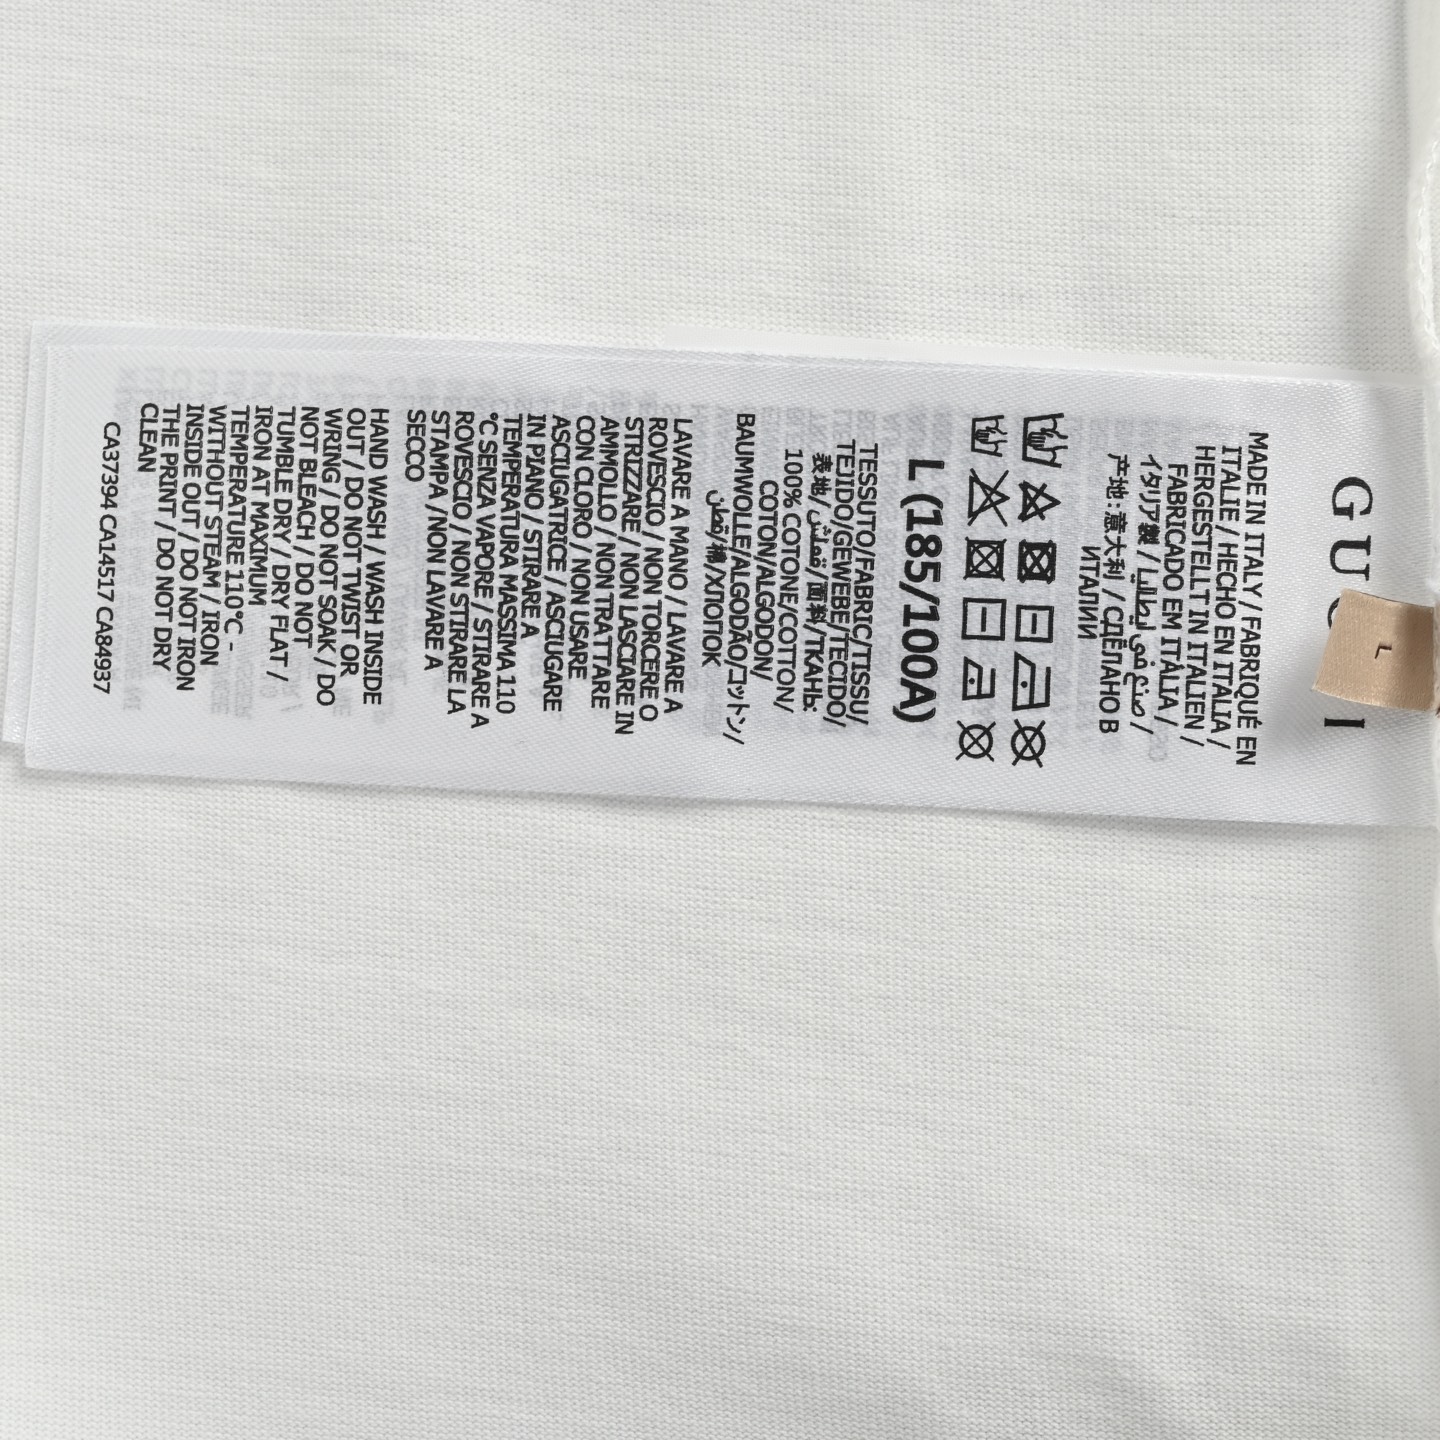 GUC I
L
MADE IN ITALY / FABRIQUÉ EN
ITALIE / HECHO EN ITALIA /
HERGESTELLT IN ITALIEN /
FABRICADO EM ITÁLIA /
イタリア製 / صنع في إيطاليا /
产地:意大利 / СДЕЛАНО В
ИТАЛИИ
L (185/100A)
TESSUTO/FABRIC/TISSU/
TEJIDO/GEWEBE/TECIDO/
表地/قماش/面料/ТКАНЬ:
100% COTONE/COTTON/
COTON/ALGODON/
BAUMWOLLE/ALGODÃO/コットン/
قطن/棉/ХЛОПОК
LAVARE A MANO / LAVARE A
ROVESCIO / NON TORCERE O
STRIZZARE / NON LASCIARE IN
AMMOLLO / NON TRATTARE
CON CLORO / NON USARE
ASCIUGATRICE / ASCIUGARE
IN PIANO / STIRARE A
TEMPERATURA MASSIMA 110
°C SENZA VAPORE / STIRARE A
ROVESCIO / NON STIRARE LA
STAMPA /NON LAVARE A
SECCO
HAND WASH / WASH INSIDE
OUT / DO NOT TWIST OR
WRING / DO NOT SOAK / DO
NOT BLEACH / DO NOT
TUMBLE DRY / DRY FLAT /
IRON AT MAXIMUM
TEMPERATURE 110°C -
WITHOUT STEAM / IRON
INSIDE OUT / DO NOT IRON
THE PRINT / DO NOT DRY
CLEAN
CA37394 CA14517 CA84937